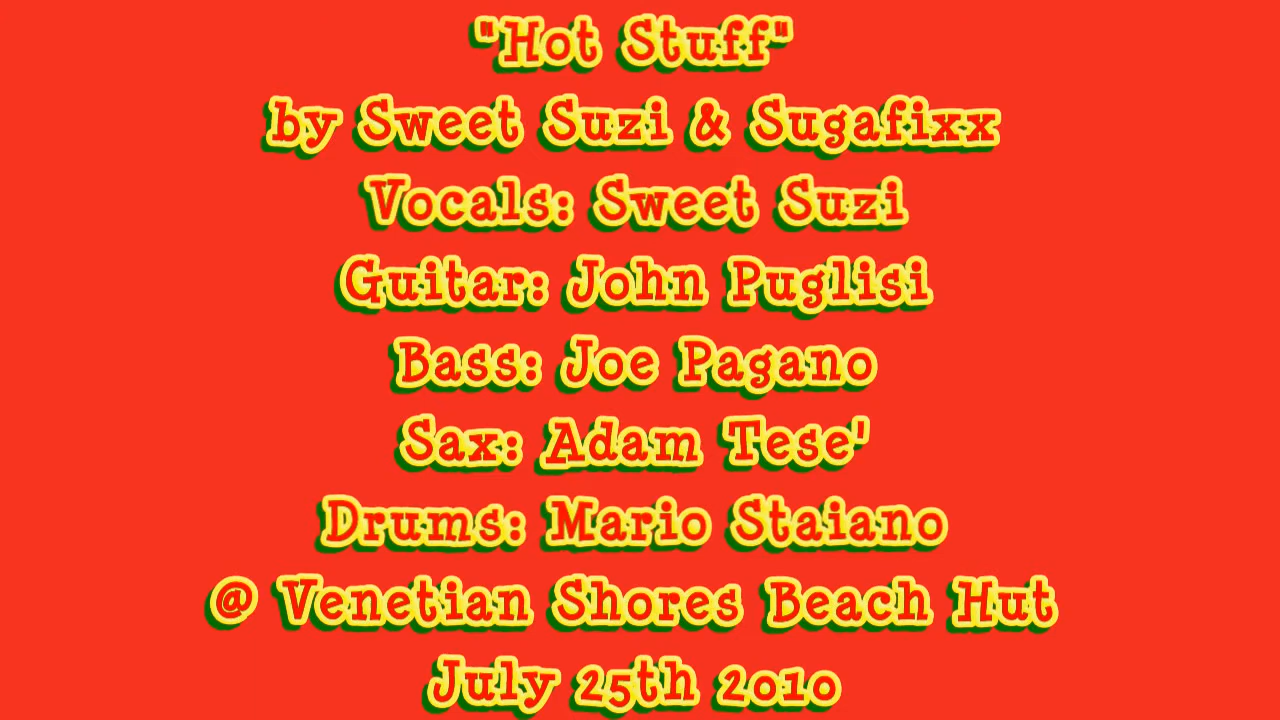 "Hot Stuff"
by Sweet Suzi & Sugafixx
Vocals: Sweet Suzi
Guitar: John Puglisi
Bass: Joe Pagano
Sax: Adam Tese'
Drums: Mario Staiano
@ Venetian Shores Beach Hut
July 25th 2010